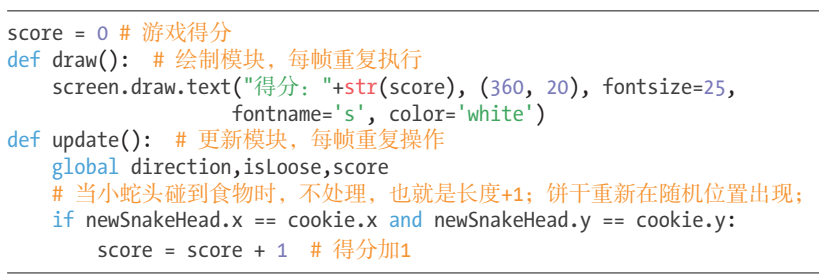 score = 0 # 游戏得分
def draw():  # 绘制模块，每帧重复执行
    screen.draw.text("得分："+str(score), (360, 20), fontsize=25,
                     fontname='s', color='white')
def update():  # 更新模块，每帧重复操作
    global direction,isLoose,score
    # 当小蛇头碰到食物时，不处理，也就是长度+1；饼干重新在随机位置出现；
    if newSnakeHead.x == cookie.x and newSnakeHead.y == cookie.y:
        score = score + 1  # 得分加1